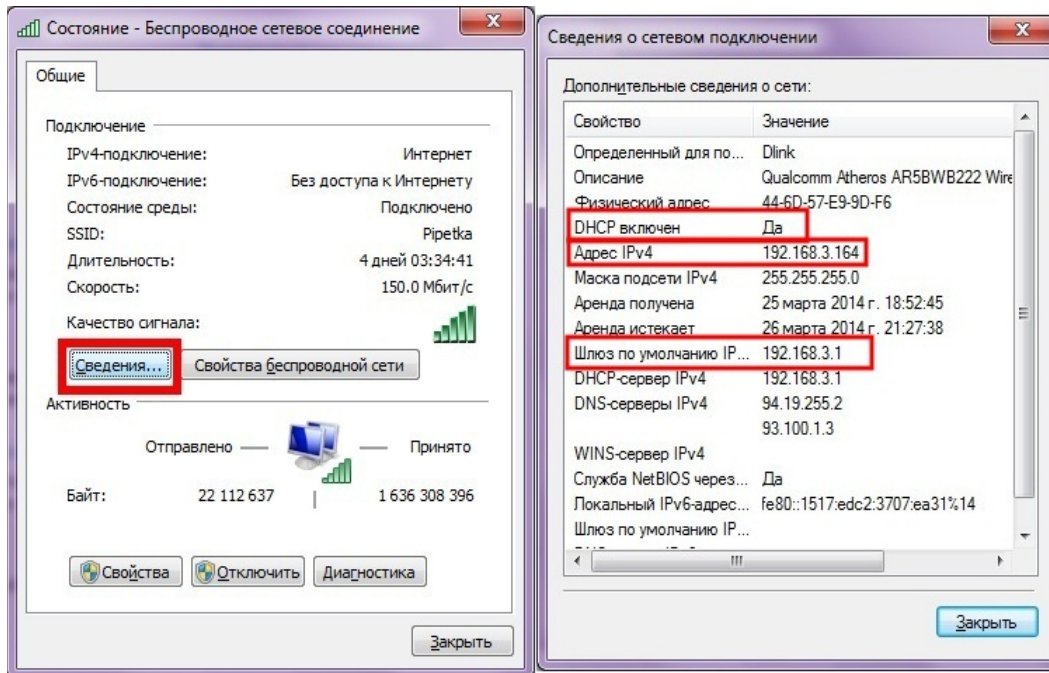 Состояние - Беспроводное сетевое соединение
Общие
Подключение
IPv4-подключение: Интернет
IPv6-подключение: Без доступа к Интернету
Состояние среды: Подключено
SSID: Pipetka
Длительность: 4 дней 03:34:41
Скорость: 150.0 Мбит/с
Качество сигнала:
Сведения... Свойства беспроводной сети
Активность
Отправлено Принято
Байт: 22 112 637 1 636 308 396
Свойства Отключить Диагностика
Закрыть
Сведения о сетевом подключении
Дополнительные сведения о сети:
Свойство Значение
Определенный для по... Dlink
Описание Qualcomm Atheros AR5BWB222 Wire
Физический адрес 44-6D-57-E9-9D-F6
DHCP включен Да
Адрес IPv4 192.168.3.164
Маска подсети IPv4 255.255.255.0
Аренда получена 25 марта 2014 г. 18:52:45
Аренда истекает 26 марта 2014 г. 21:27:38
Шлюз по умолчанию IP... 192.168.3.1
DHCP-сервер IPv4 192.168.3.1
DNS-серверы IPv4 94.19.255.2
93.100.1.3
WINS-сервер IPv4
Служба NetBIOS через... Да
Локальный IPv6-адрес... fe80::1517:edc2:3707:ea31%14
Шлюз по умолчанию IP...
Закрыть